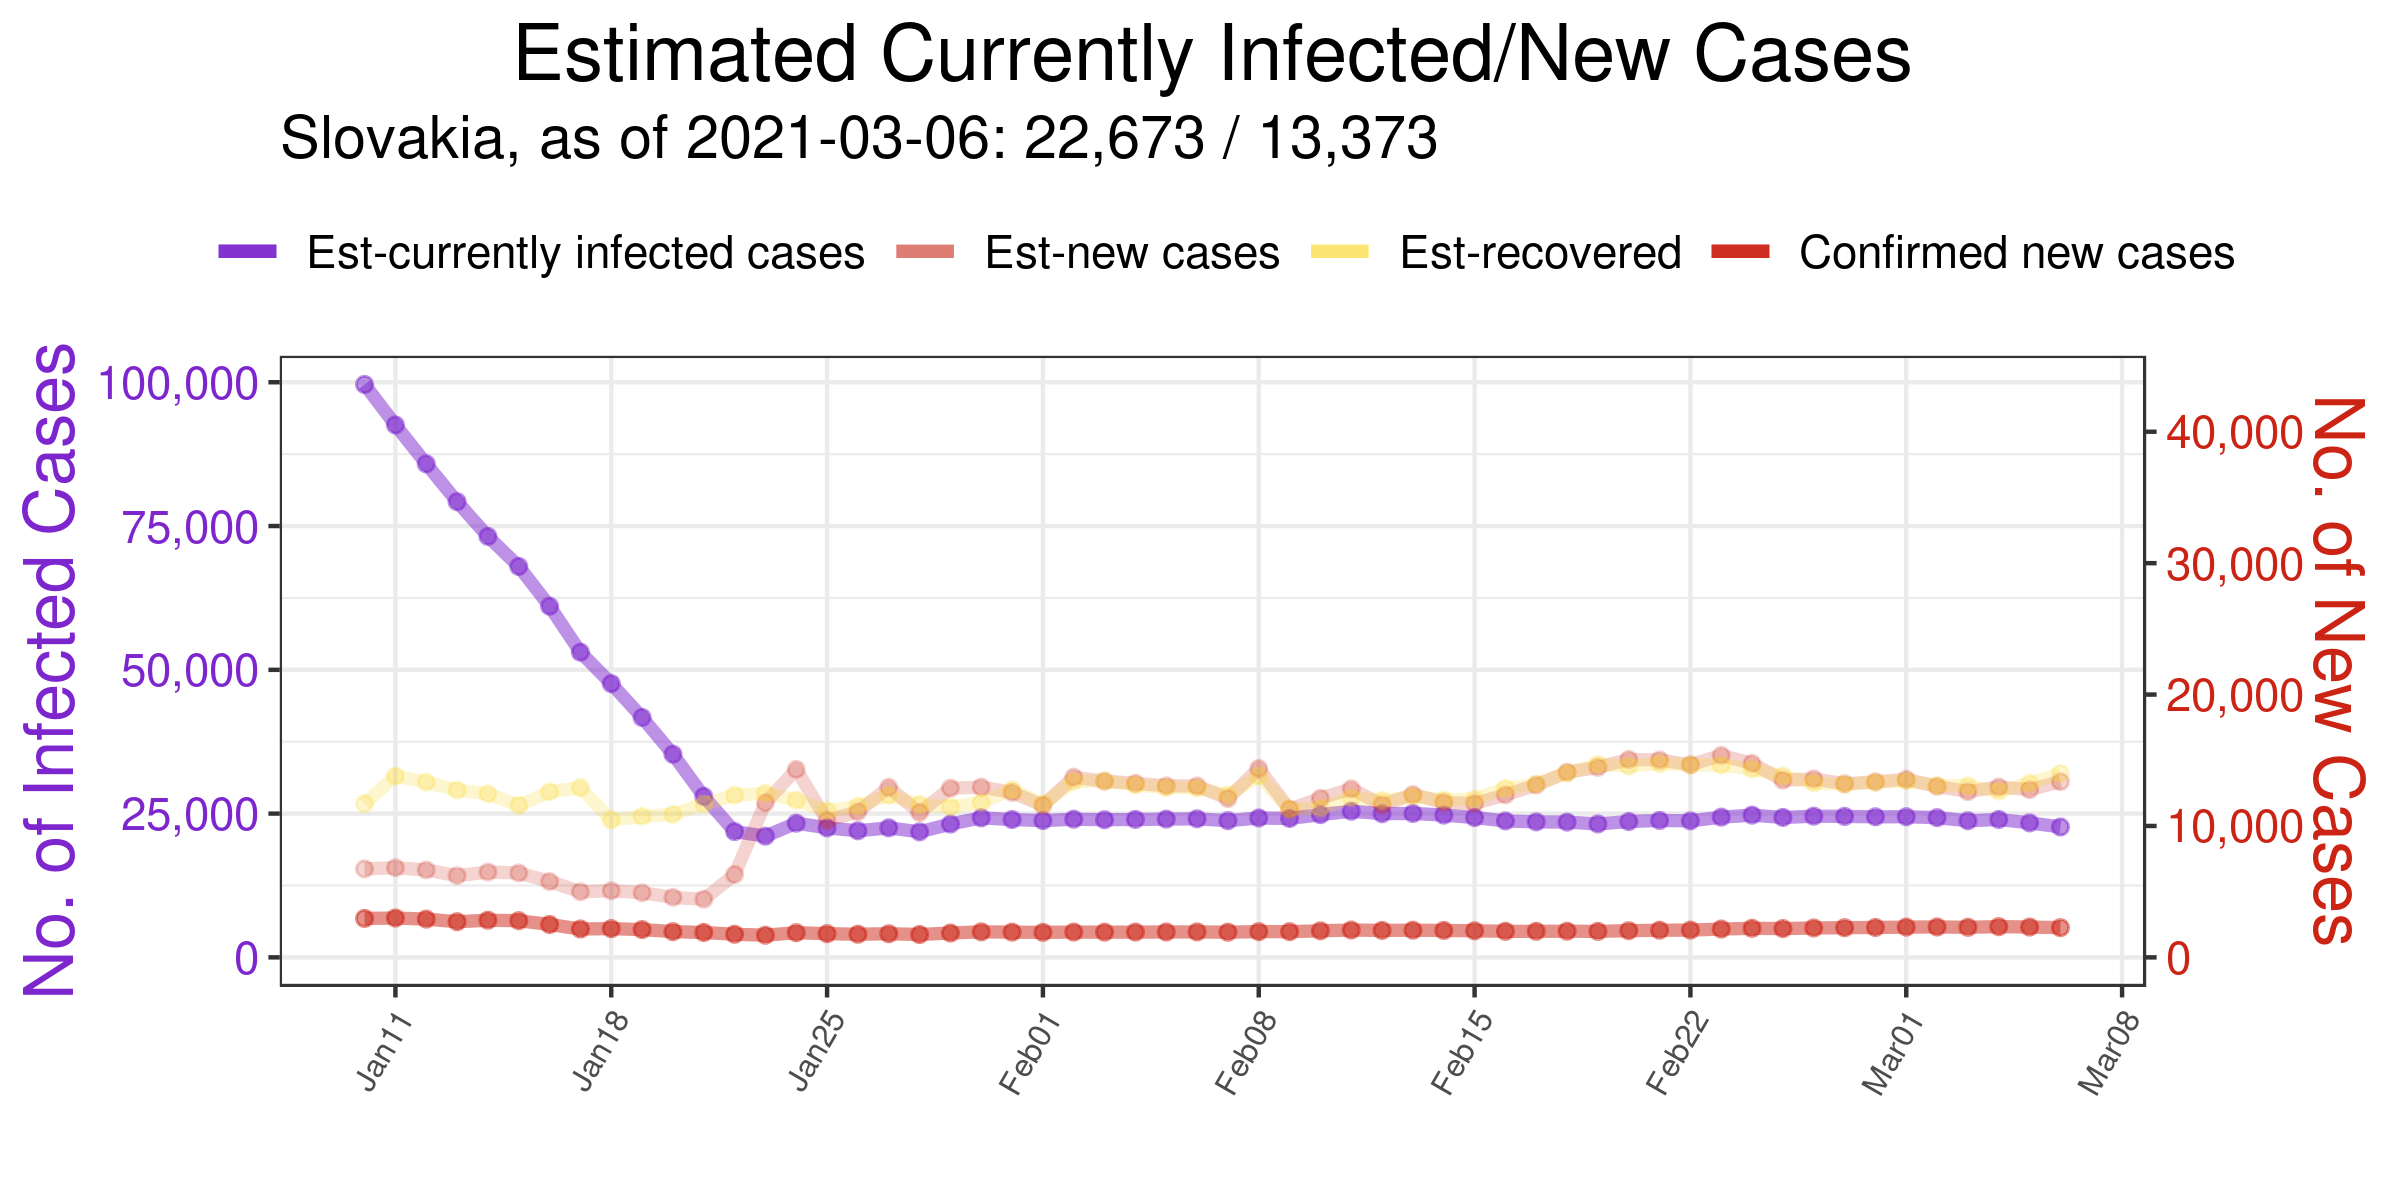 Estimated Currently Infected/New Cases
Slovakia, as of 2021-03-06: 22,673 / 13,373
Est-currently infected cases Est-new cases Est-recovered Confirmed new cases
No. of Infected Cases
100,000
75,000
50,000
25,000
0
40,000
30,000
20,000
10,000
0
No. of New Cases
Jan11 Jan18 Jan25 Feb01 Feb08 Feb15 Feb22 Mar01 Mar08